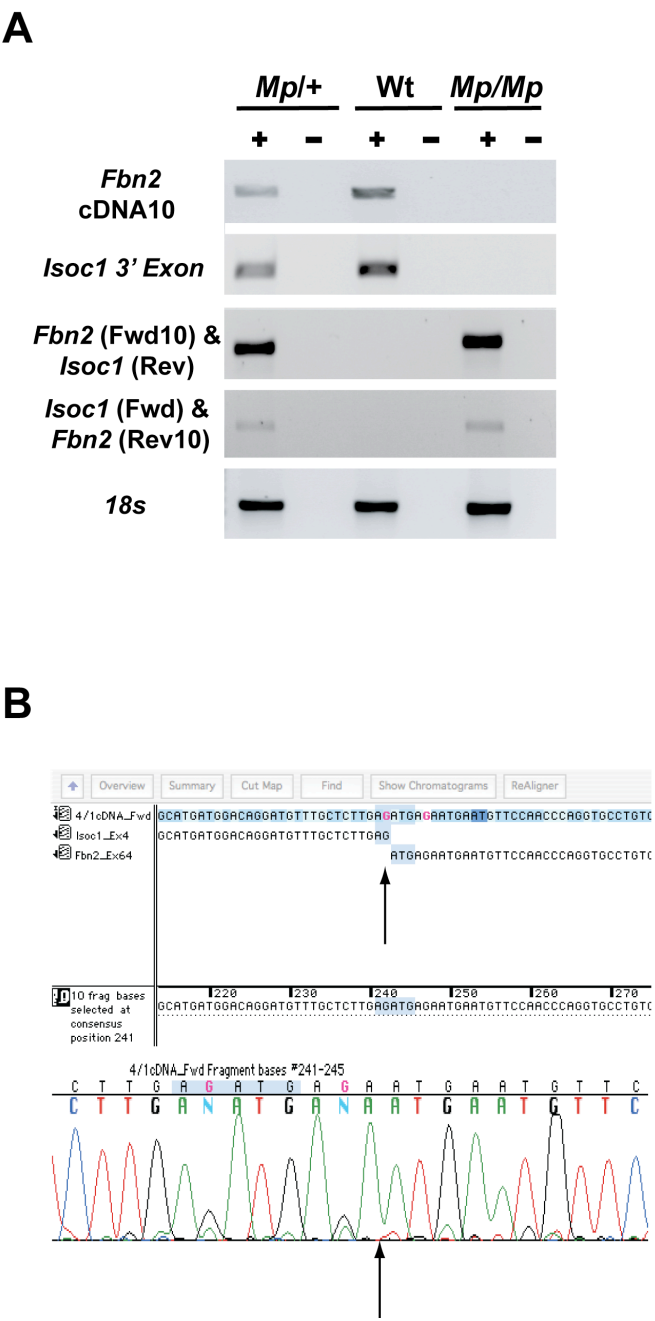 A
Mp/+ Wt Mp/Mp
+ - + - + -
Fbn2
cDNA10
Isoc1 3' Exon
Fbn2 (Fwd10) &
Isoc1 (Rev)
Isoc1 (Fwd) &
Fbn2 (Rev10)
18s
B
Overview Summary Cut Map Find Show Chromatograms ReAligner
4/1cDNA_Fwd GCATGATGGACAGGATGTTTGCTCTTGAGATGAGAATGAATGTTCCAACCCAGGTGCCTGTC
Isoc1_Ex4 GCATGATGGACAGGATGTTTGCTCTTGAG
Fbn2_Ex64 ATGAGAATGAATGTTCCAACCCAGGTGCCTGTC
10 frag bases
selected at
consensus
position 241
220 230 240 250 260 270
GCATGATGGACAGGATGTTTGCTCTTGAGATGAGAATGAATGTTCCAACCCAGGTGCCTGTC
4/1cDNA_Fwd Fragment bases #241-245
C T T G A G A T G A G A A T G A A T G T T C
C T T G A N A T G A N A A T G A A T G T T C